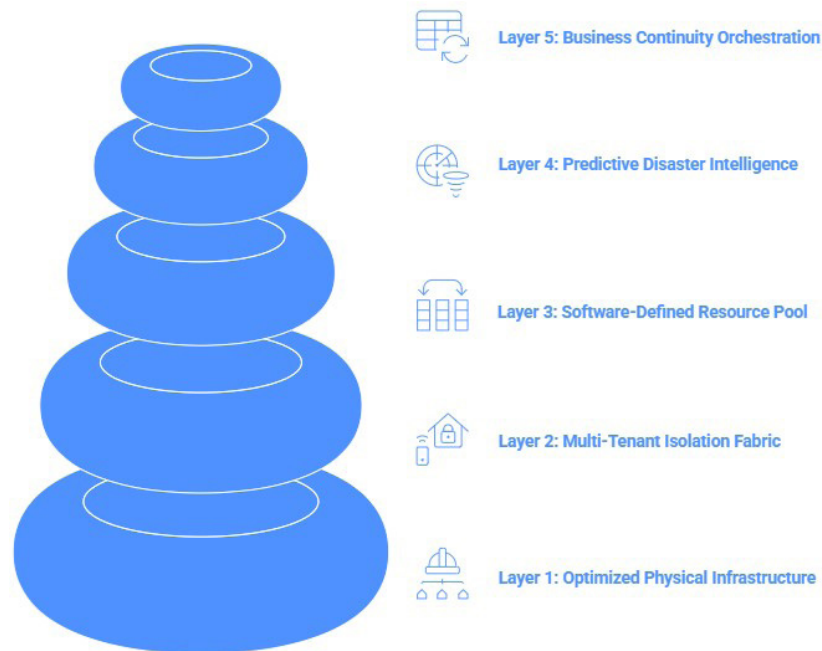 Layer 5: Business Continuity Orchestration
Layer 4: Predictive Disaster Intelligence
Layer 3: Software-Defined Resource Pool
Layer 2: Multi-Tenant Isolation Fabric
Layer 1: Optimized Physical Infrastructure